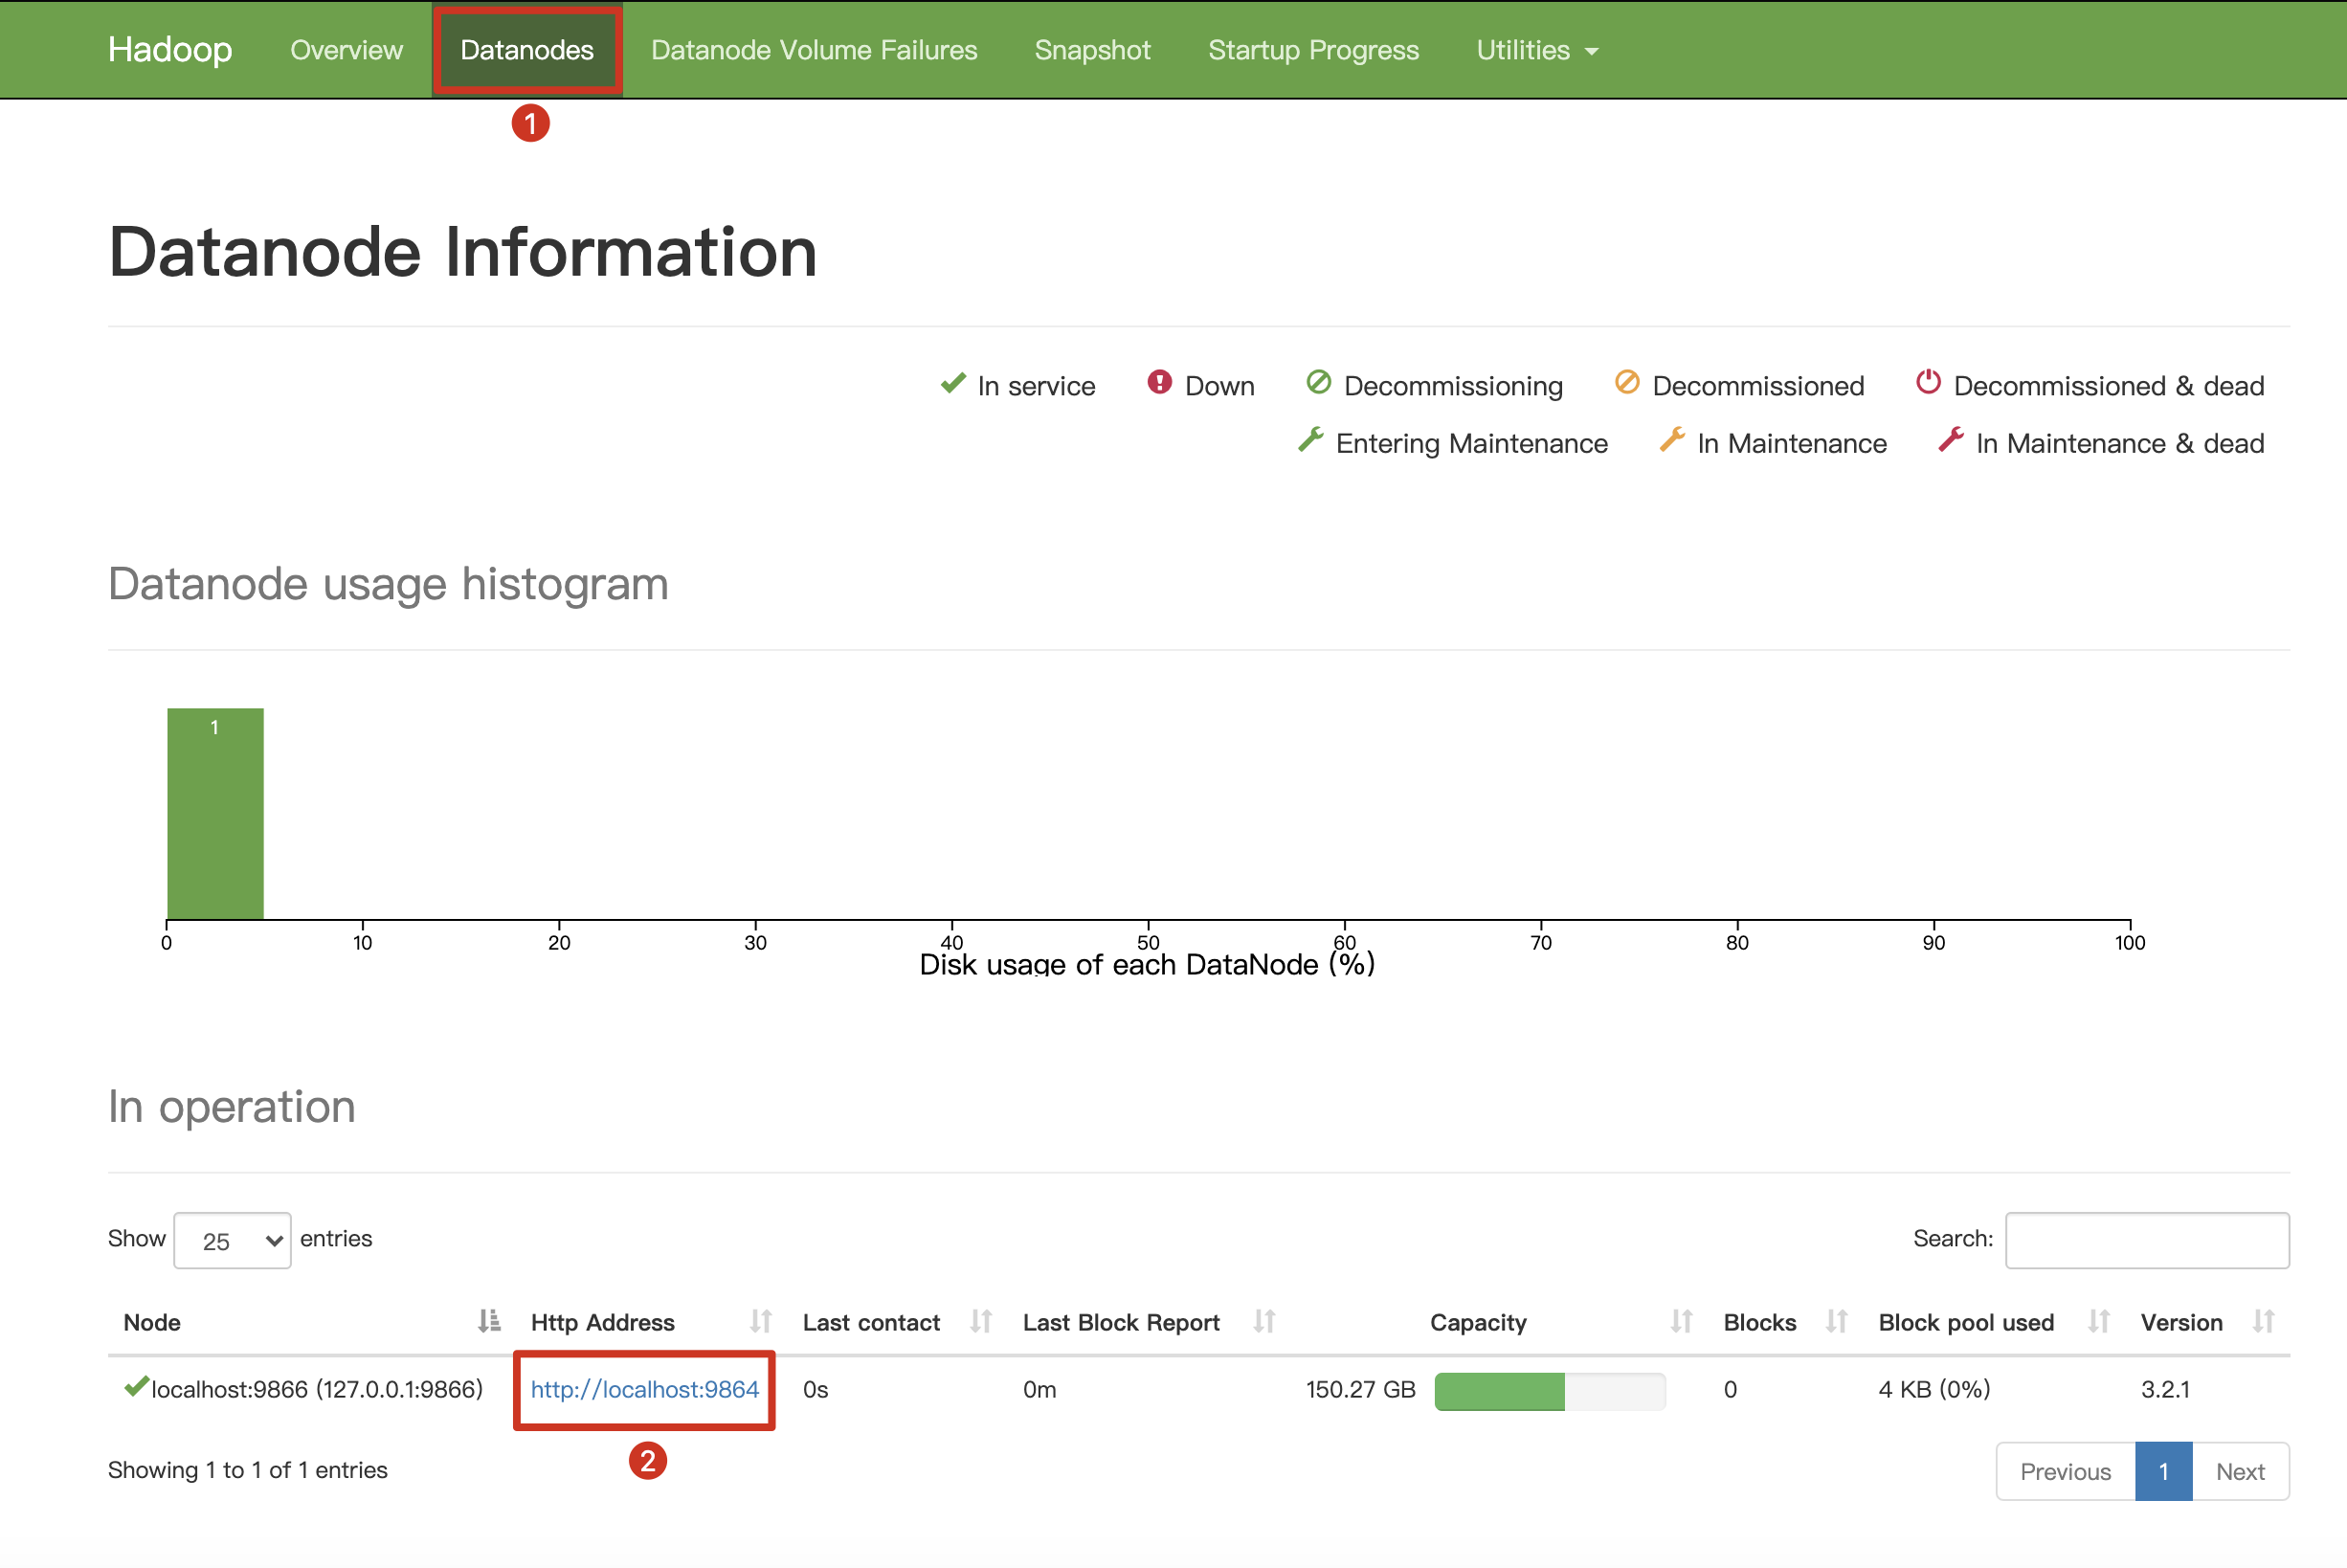 Hadoop Overview Datanodes Datanode Volume Failures Snapshot Startup Progress Utilities
1
Datanode Information
In service Down Decommissioning Decommissioned Decommissioned & dead
Entering Maintenance In Maintenance In Maintenance & dead
Datanode usage histogram
1
0 10 20 30 40 50 60 70 80 90 100
Disk usage of each DataNode (%)
In operation
Show 25 entries Search:
Node Http Address Last contact Last Block Report Capacity Blocks Block pool used Version
localhost:9866 (127.0.0.1:9866) http://localhost:9864 0s 0m 150.27 GB 0 4 KB (0%) 3.2.1
2
Showing 1 to 1 of 1 entries Previous 1 Next